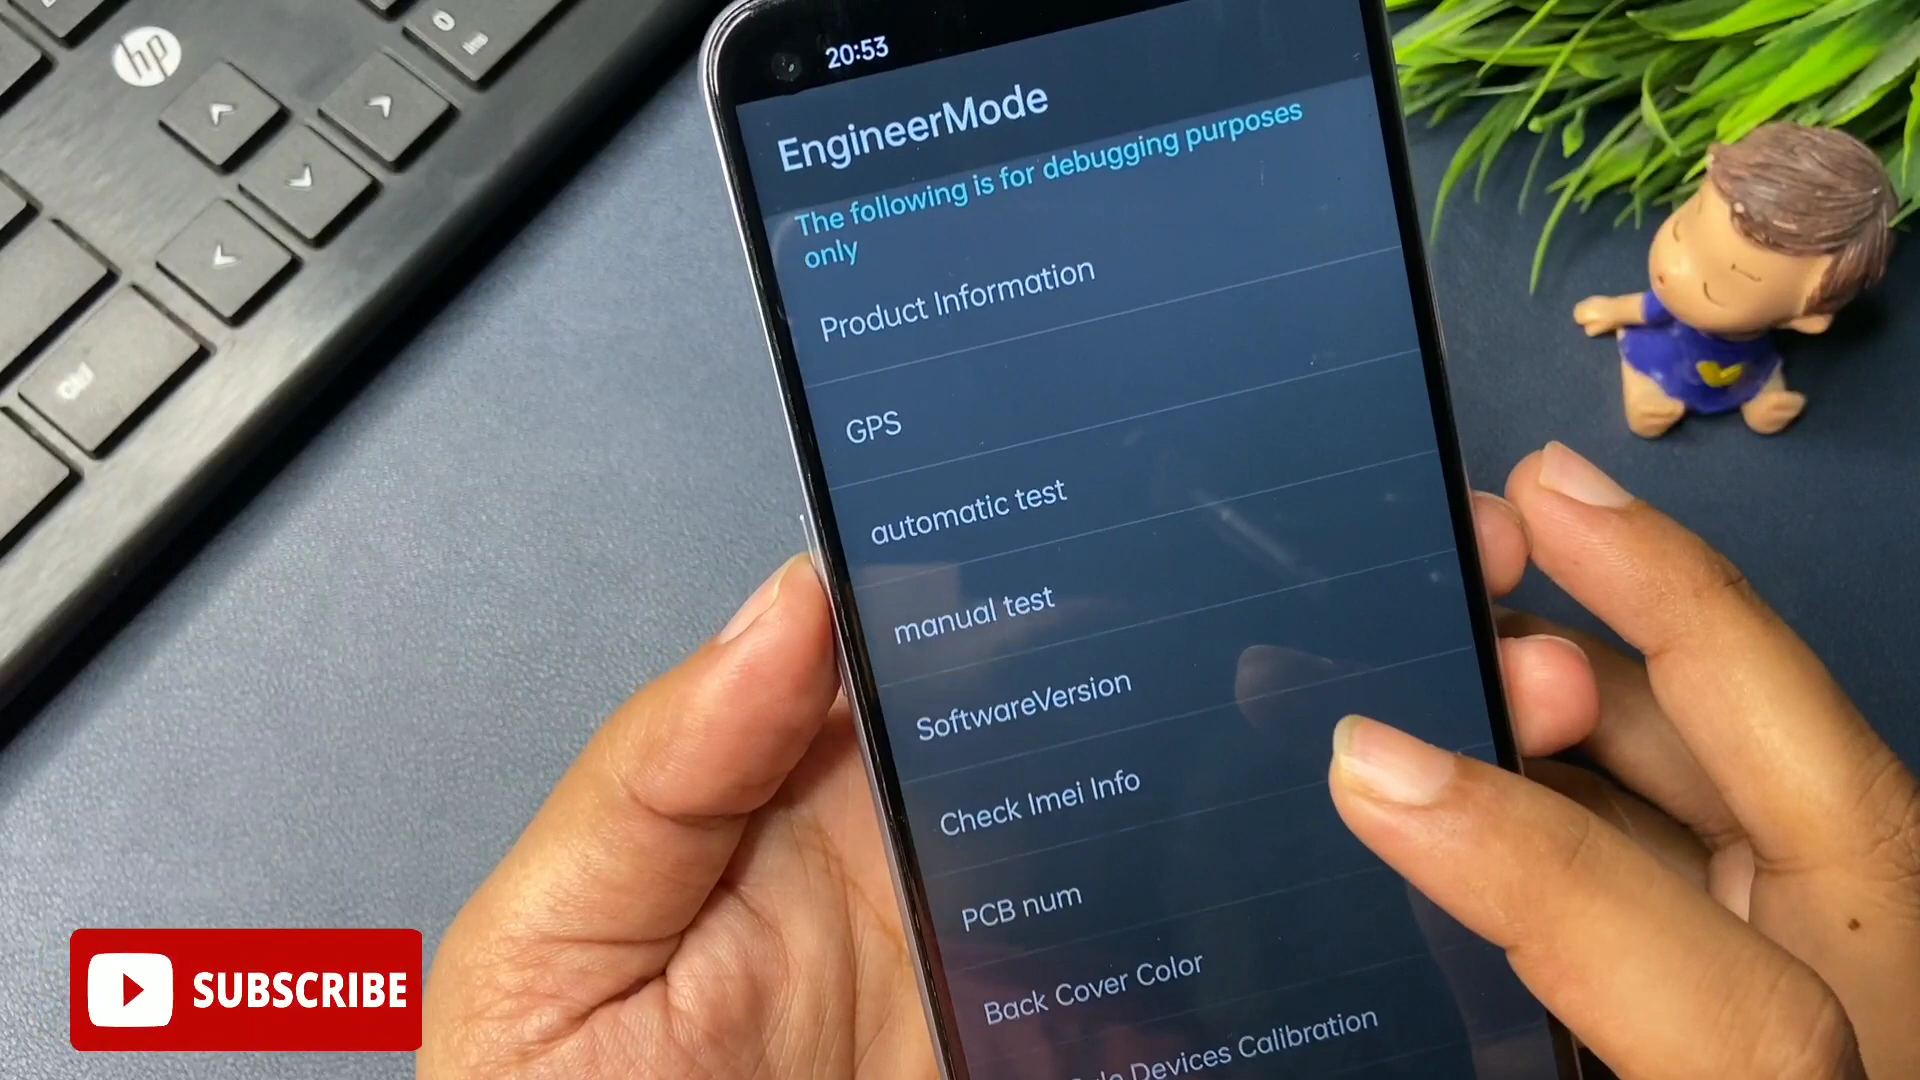 hp
Ctrl
20:53
EngineerMode
The following is for debugging purposes
only
Product Information
GPS
automatic test
manual test
SoftwareVersion
Check Imei Info
PCB num
Back Cover Color
Devices Calibration
SUBSCRIBE